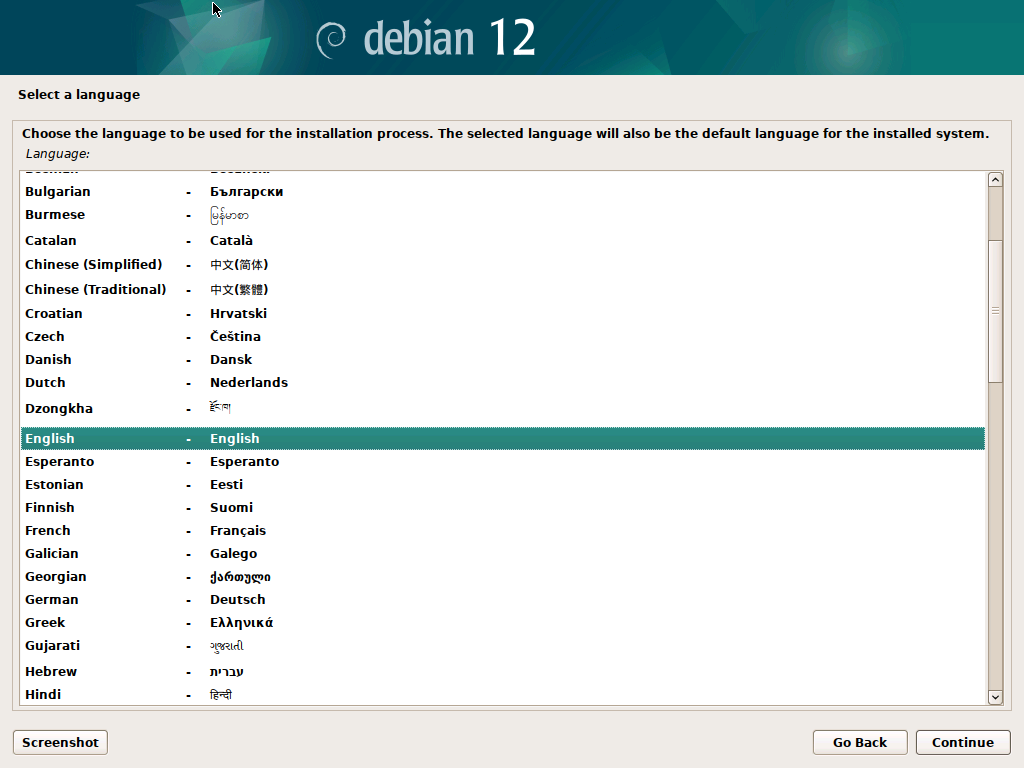 debian 12
Select a language
Choose the language to be used for the installation process. The selected language will also be the default language for the installed system.
Language:
Bulgarian - Български
Burmese - မြန်မာစာ
Catalan - Català
Chinese (Simplified) - 中文(简体)
Chinese (Traditional) - 中文(繁體)
Croatian - Hrvatski
Czech - Čeština
Danish - Dansk
Dutch - Nederlands
Dzongkha - རྫོང་ཁ།
English - English
Esperanto - Esperanto
Estonian - Eesti
Finnish - Suomi
French - Français
Galician - Galego
Georgian - ქართული
German - Deutsch
Greek - Ελληνικά
Gujarati - ગુજરાતી
Hebrew - עברית
Hindi - हिन्दी
Screenshot Go Back Continue